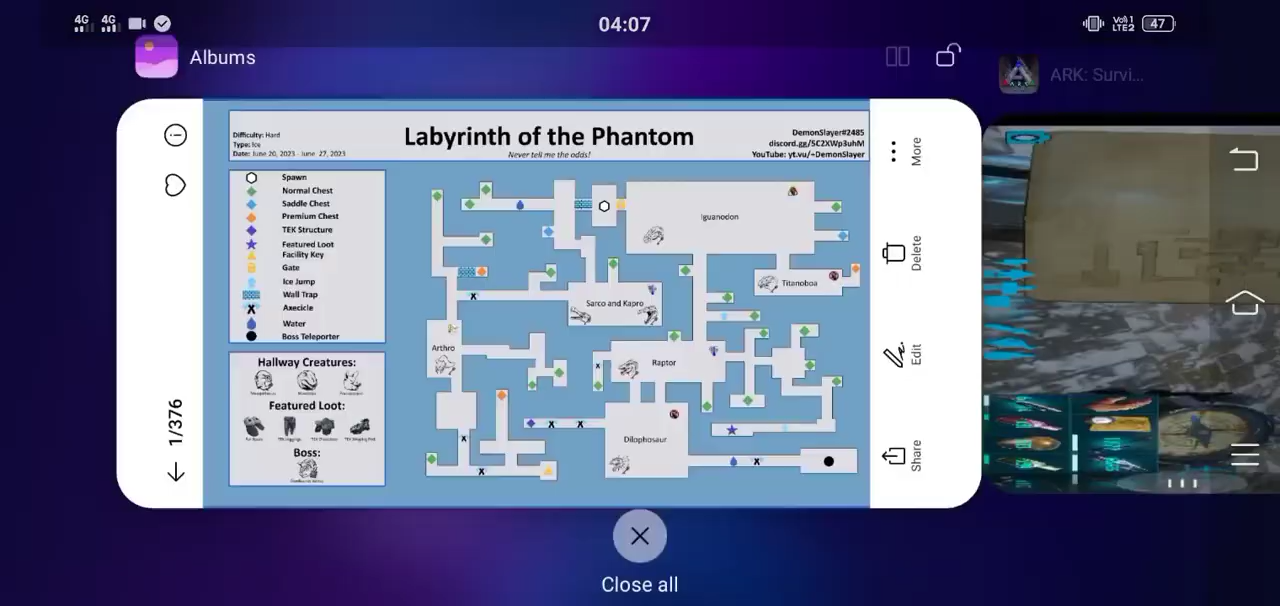 4G 4G
04:07
Vo) 1
LTE2
47
Albums
ARK: Survi...
Difficulty: Hard
Type: Ice
Date: June 20, 2023 - June 27, 2023
Labyrinth of the Phantom
Never tell me the odds!
DemonSlayer#2485
discord.gg/5C2XWp3uhM
YouTube: yt.vu/+DemonSlayer
Spawn
Normal Chest
Saddle Chest
Premium Chest
TEK Structure
Featured Loot
Facility Key
Gate
Ice Jump
Wall Trap
X Axecicle
Water
Boss Teleporter
Hallway Creatures:
Featured Loot:
Boss:
Iguanodon
Titanoboa
Sarco and Kapro
X
Arthro
Raptor
X
X X
Dilophosaur
X
X
X
More
Delete
Edit
Share
1/376
Close all